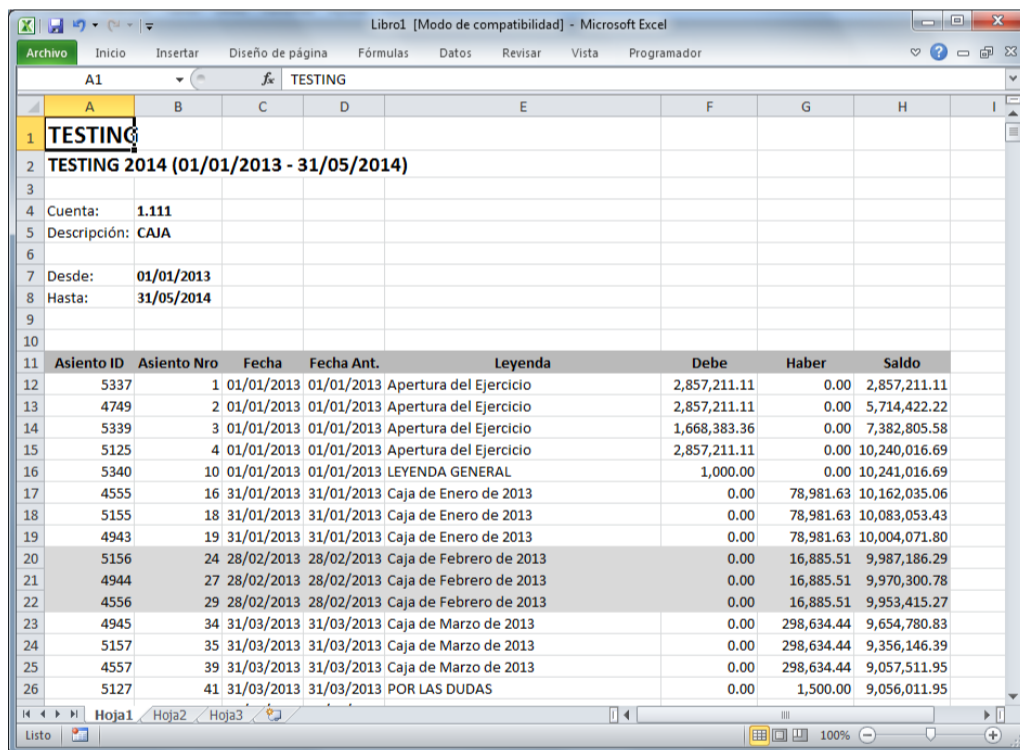 Libro1 [Modo de compatibilidad] - Microsoft Excel
Archivo Inicio Insertar Diseño de página Fórmulas Datos Revisar Vista Programador
A1 fx TESTING
A B C D E F G H I
1 TESTING
2 TESTING 2014 (01/01/2013 - 31/05/2014)
3
4 Cuenta: 1.111
5 Descripción: CAJA
6
7 Desde: 01/01/2013
8 Hasta: 31/05/2014
9
10
11 Asiento ID Asiento Nro Fecha Fecha Ant. Leyenda Debe Haber Saldo
12 5337 1 01/01/2013 01/01/2013 Apertura del Ejercicio 2,857,211.11 0.00 2,857,211.11
13 4749 2 01/01/2013 01/01/2013 Apertura del Ejercicio 2,857,211.11 0.00 5,714,422.22
14 5339 3 01/01/2013 01/01/2013 Apertura del Ejercicio 1,668,383.36 0.00 7,382,805.58
15 5125 4 01/01/2013 01/01/2013 Apertura del Ejercicio 2,857,211.11 0.00 10,240,016.69
16 5340 10 01/01/2013 01/01/2013 LEYENDA GENERAL 1,000.00 0.00 10,241,016.69
17 4555 16 31/01/2013 31/01/2013 Caja de Enero de 2013 0.00 78,981.63 10,162,035.06
18 5155 18 31/01/2013 31/01/2013 Caja de Enero de 2013 0.00 78,981.63 10,083,053.43
19 4943 19 31/01/2013 31/01/2013 Caja de Enero de 2013 0.00 78,981.63 10,004,071.80
20 5156 24 28/02/2013 28/02/2013 Caja de Febrero de 2013 0.00 16,885.51 9,987,186.29
21 4944 27 28/02/2013 28/02/2013 Caja de Febrero de 2013 0.00 16,885.51 9,970,300.78
22 4556 29 28/02/2013 28/02/2013 Caja de Febrero de 2013 0.00 16,885.51 9,953,415.27
23 4945 34 31/03/2013 31/03/2013 Caja de Marzo de 2013 0.00 298,634.44 9,654,780.83
24 5157 35 31/03/2013 31/03/2013 Caja de Marzo de 2013 0.00 298,634.44 9,356,146.39
25 4557 39 31/03/2013 31/03/2013 Caja de Marzo de 2013 0.00 298,634.44 9,057,511.95
26 5127 41 31/03/2013 31/03/2013 POR LAS DUDAS 0.00 1,500.00 9,056,011.95
Hoja1 Hoja2 Hoja3
Listo 100%